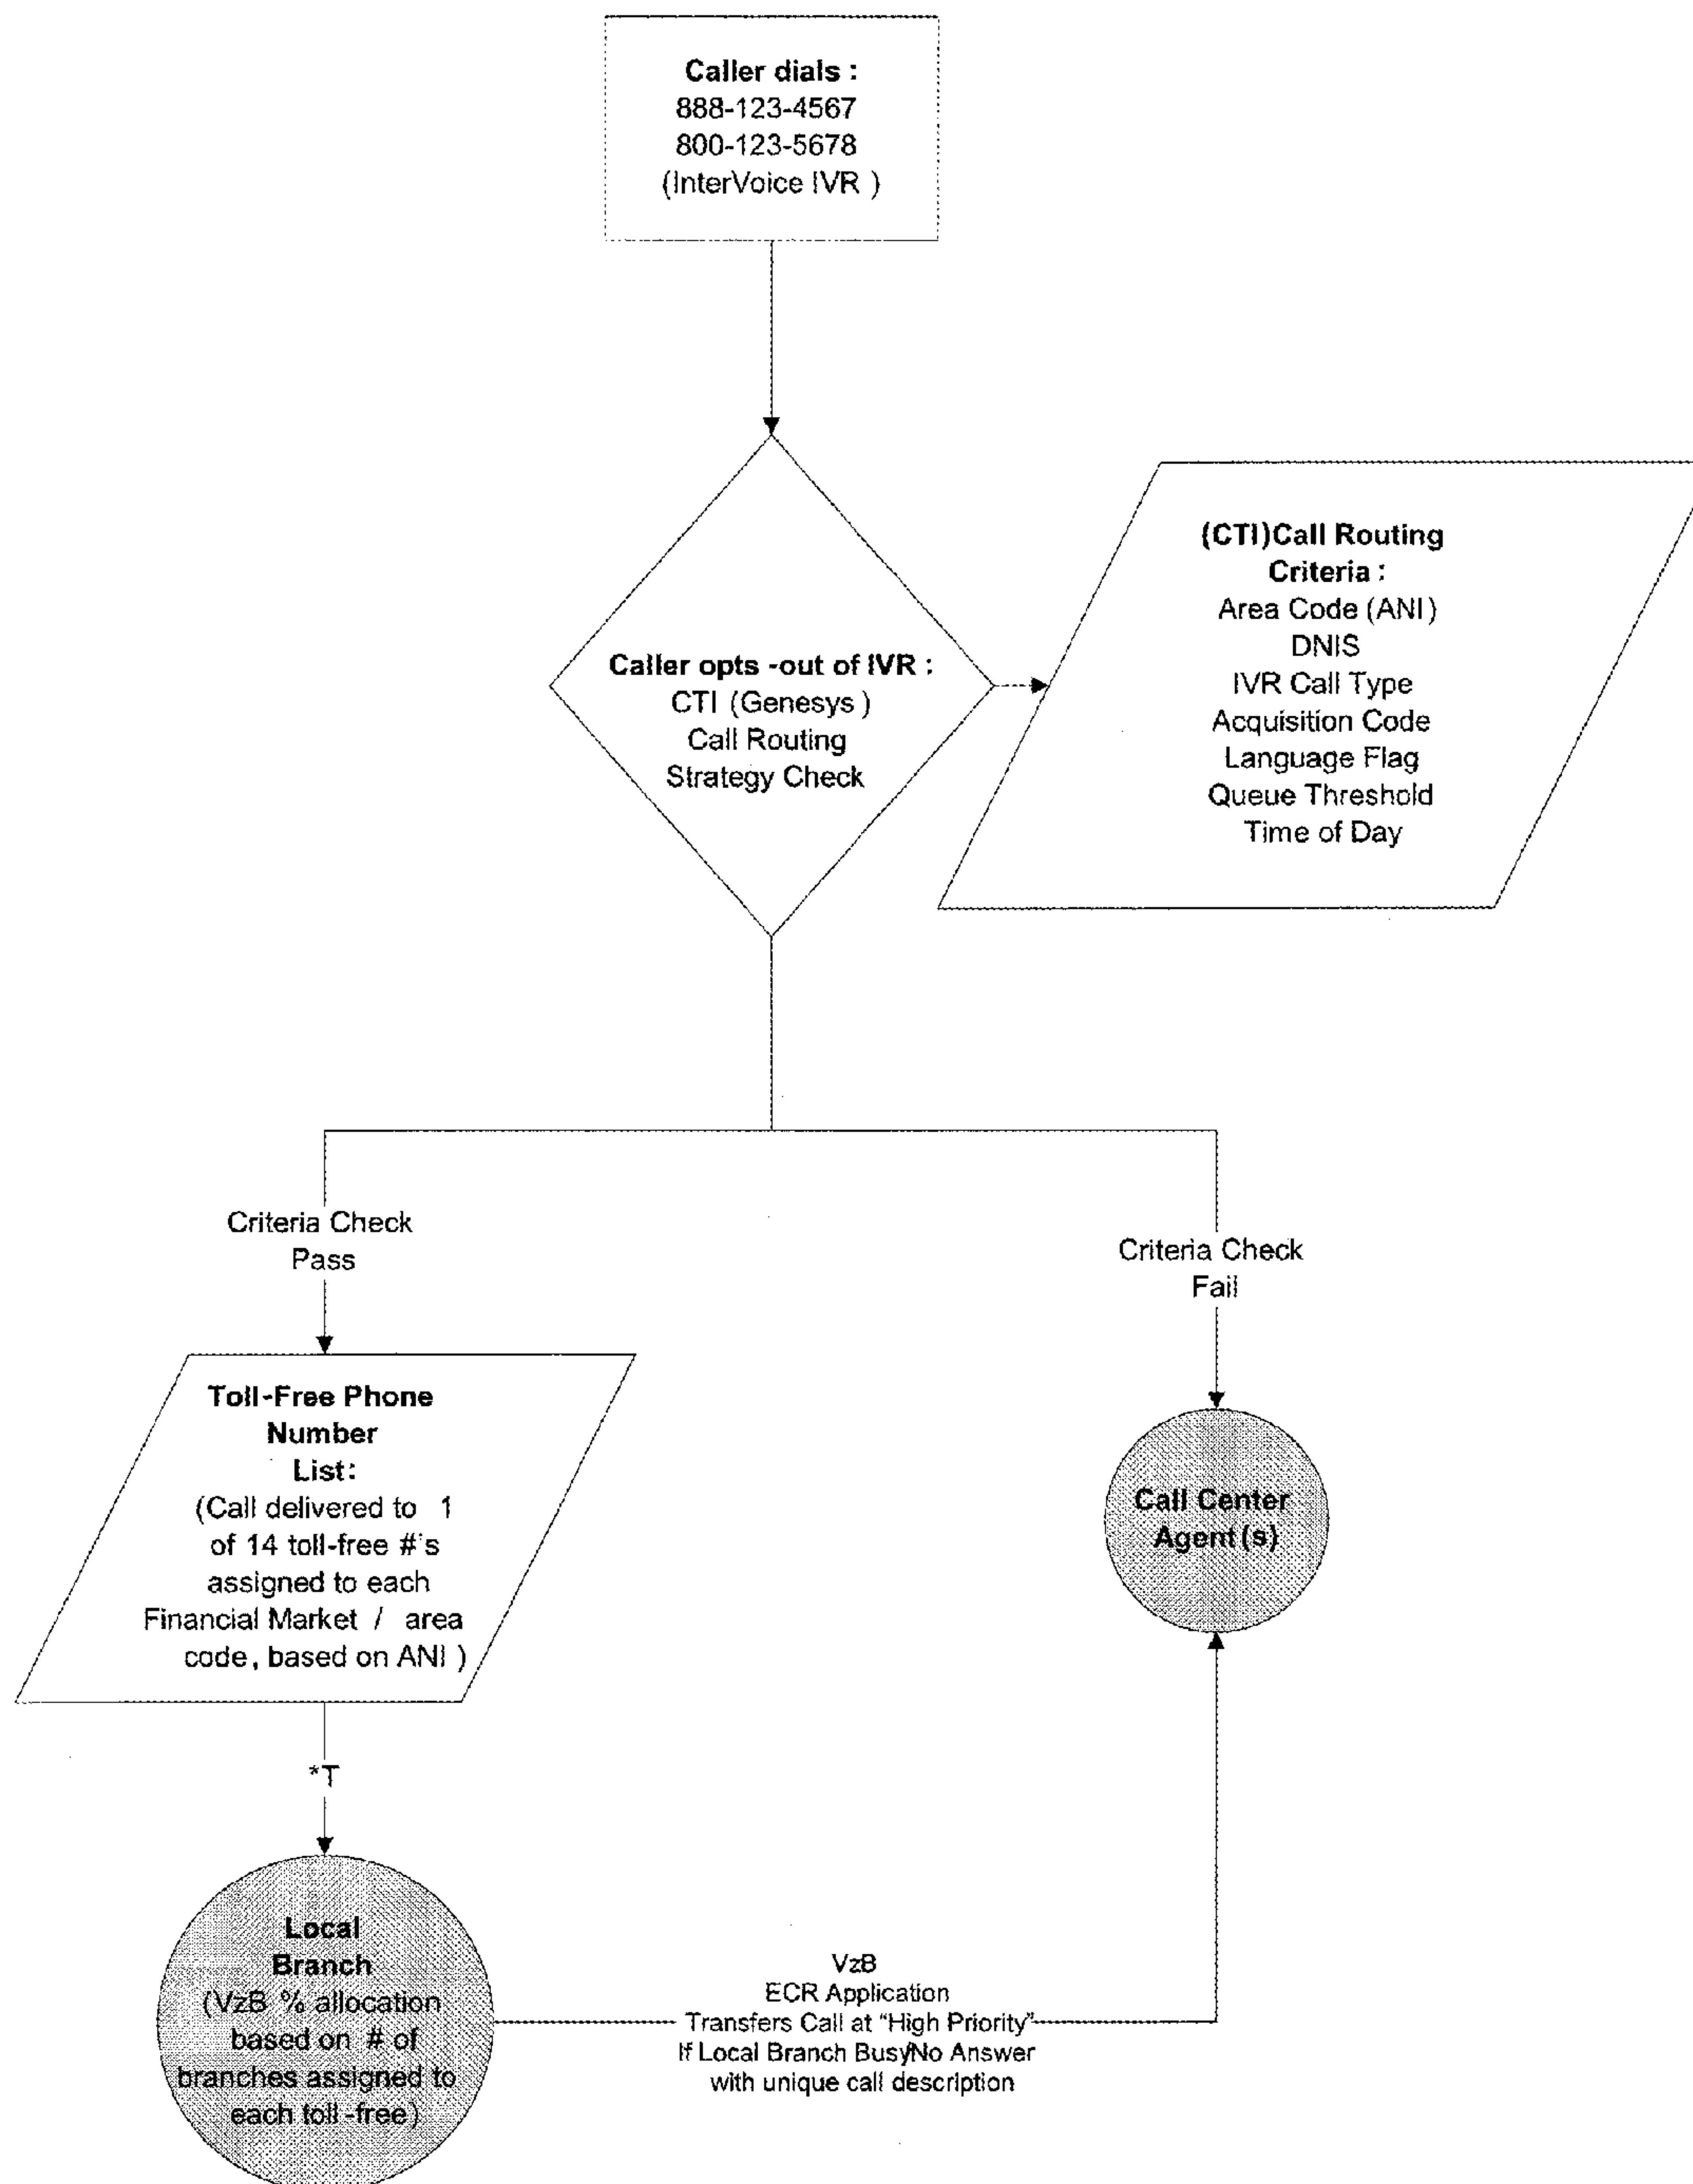 Caller dials :
888-123-4567
800-123-5678
(InterVoice IVR )
Caller opts -out of IVR :
CTI (Genesys )
Call Routing
Strategy Check
(CTI)Call Routing
Criteria :
Area Code (ANI)
DNIS
IVR Call Type
Acquisition Code
Language Flag
Queue Threshold
Time of Day
Criteria Check
Pass
Criteria Check
Fail
Toll-Free Phone
Number
List:
(Call delivered to 1
of 14 toll-free #'s
assigned to each
Financial Market / area
code, based on ANI )
Call Center
Agent(s)
*T
Local
Branch
(VzB % allocation
based on # of
branches assigned to
each toll -free)
VzB
ECR Application
Transfers Call at "High Priority"
If Local Branch Busy/No Answer
with unique call description